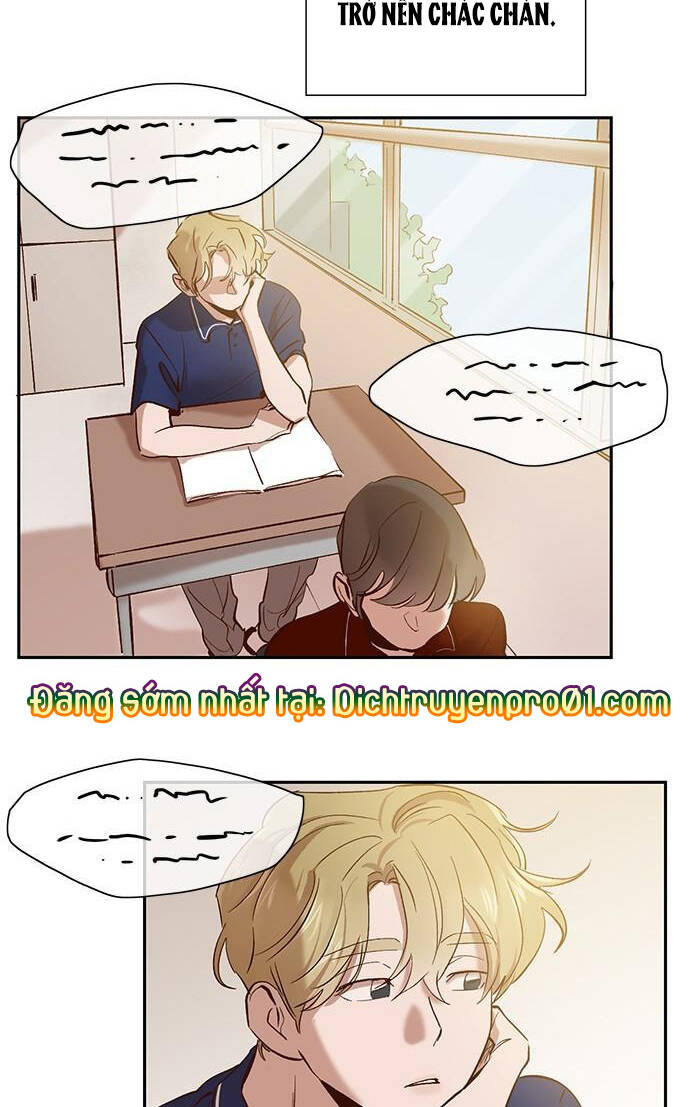 TRỞ NÊN CHẮC CHẮN.
Đăng sớm nhất tại: Dichtruyenpro01.com